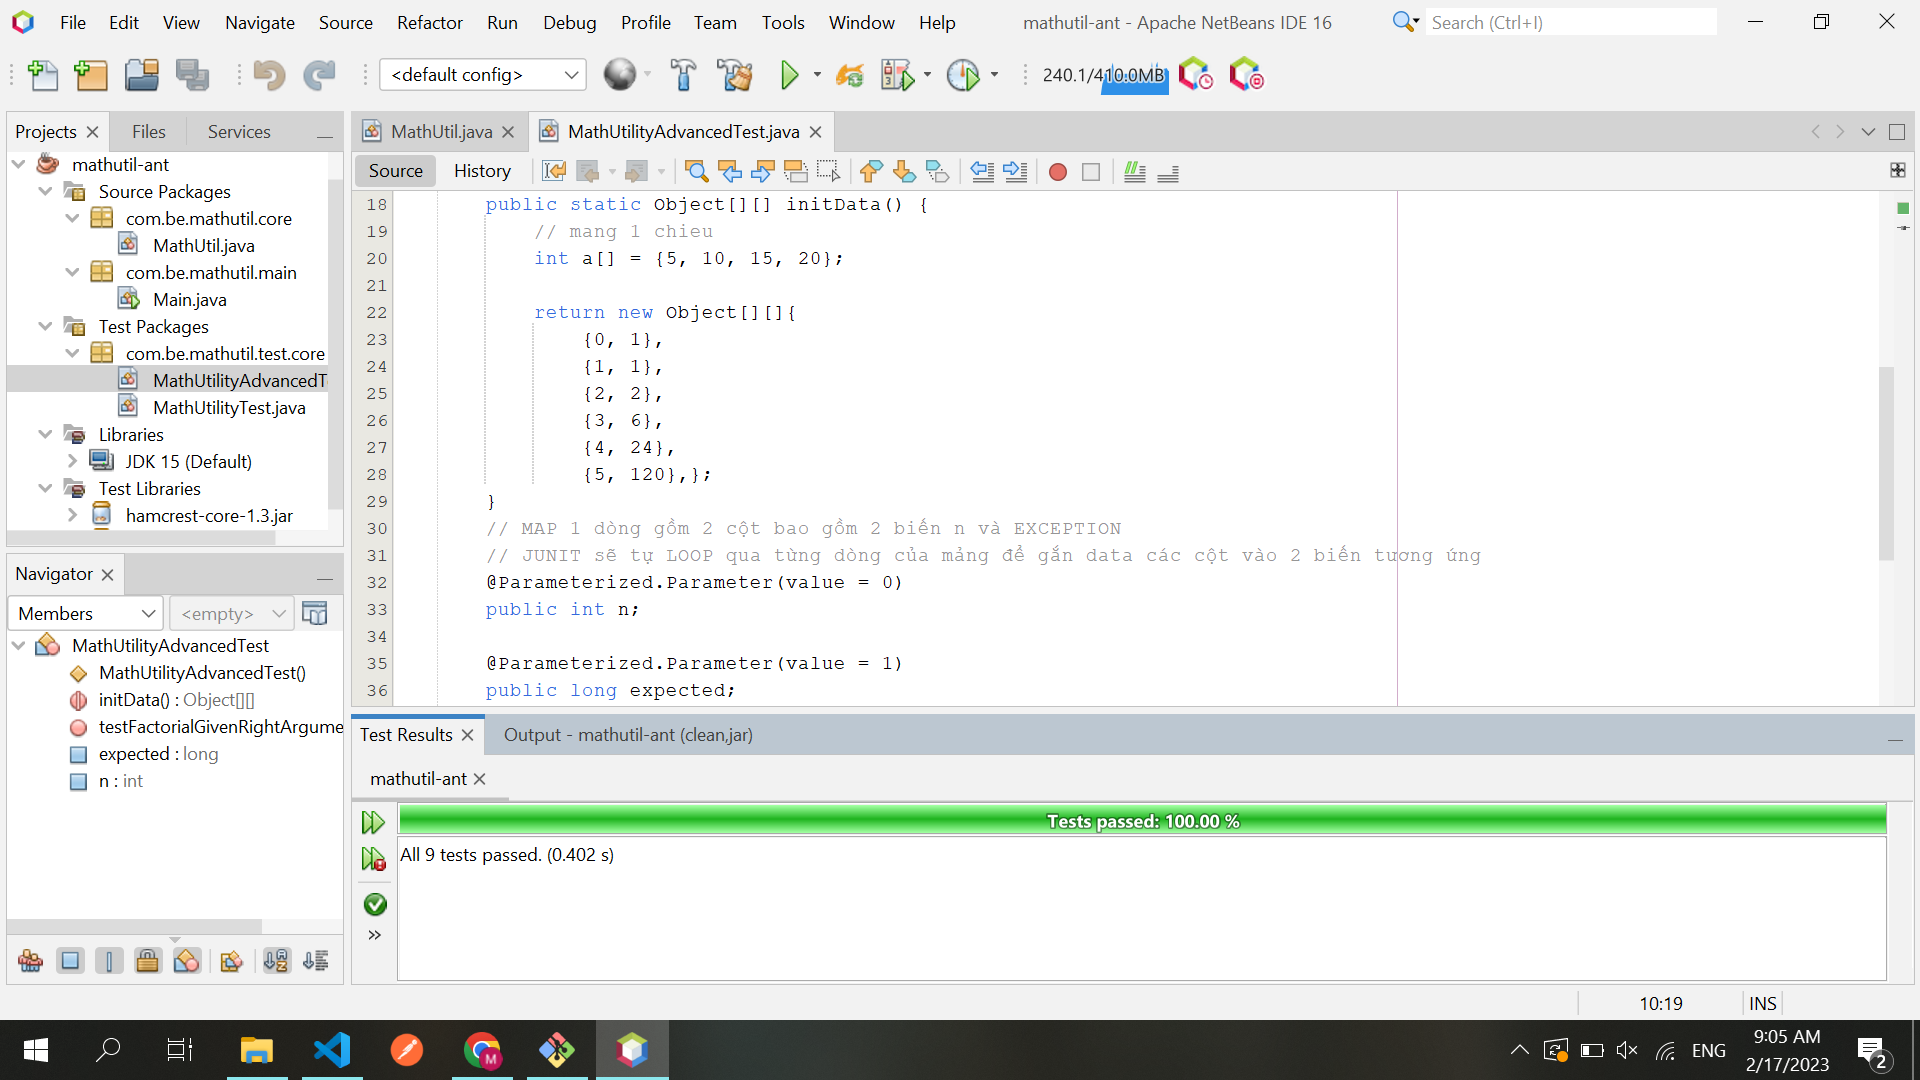 File Edit View Navigate Source Refactor Run Debug Profile Team Tools Window Help mathutil-ant - Apache NetBeans IDE 16 Search (Ctrl+I)
<default config> 240.1/410.0MB
Projects Files Services
mathutil-ant
Source Packages
com.be.mathutil.core
MathUtil.java
com.be.mathutil.main
Main.java
Test Packages
com.be.mathutil.test.core
MathUtilityAdvancedT
MathUtilityTest.java
Libraries
JDK 15 (Default)
Test Libraries
hamcrest-core-1.3.jar
Navigator
Members <empty>
MathUtilityAdvancedTest
MathUtilityAdvancedTest()
initData() : Object[][]
testFactorialGivenRightArgume
expected : long
n : int
MathUtil.java MathUtilityAdvancedTest.java
Source History
18 public static Object[][] initData() {
19 // mang 1 chieu
20 int a[] = {5, 10, 15, 20};
21
22 return new Object[][]{
23 {0, 1},
24 {1, 1},
25 {2, 2},
26 {3, 6},
27 {4, 24},
28 {5, 120},};
29 }
30 // MAP 1 dòng gồm 2 cột bao gồm 2 biến n và EXCEPTION
31 // JUNIT sẽ tự LOOP qua từng dòng của mảng để gắn data các cột vào 2 biến tương ứng
32 @Parameterized.Parameter(value = 0)
33 public int n;
34
35 @Parameterized.Parameter(value = 1)
36 public long expected;
Test Results Output - mathutil-ant (clean,jar)
mathutil-ant
Tests passed: 100.00 %
All 9 tests passed. (0.402 s)
10:19 INS
M
ENG
9:05 AM
2/17/2023
2